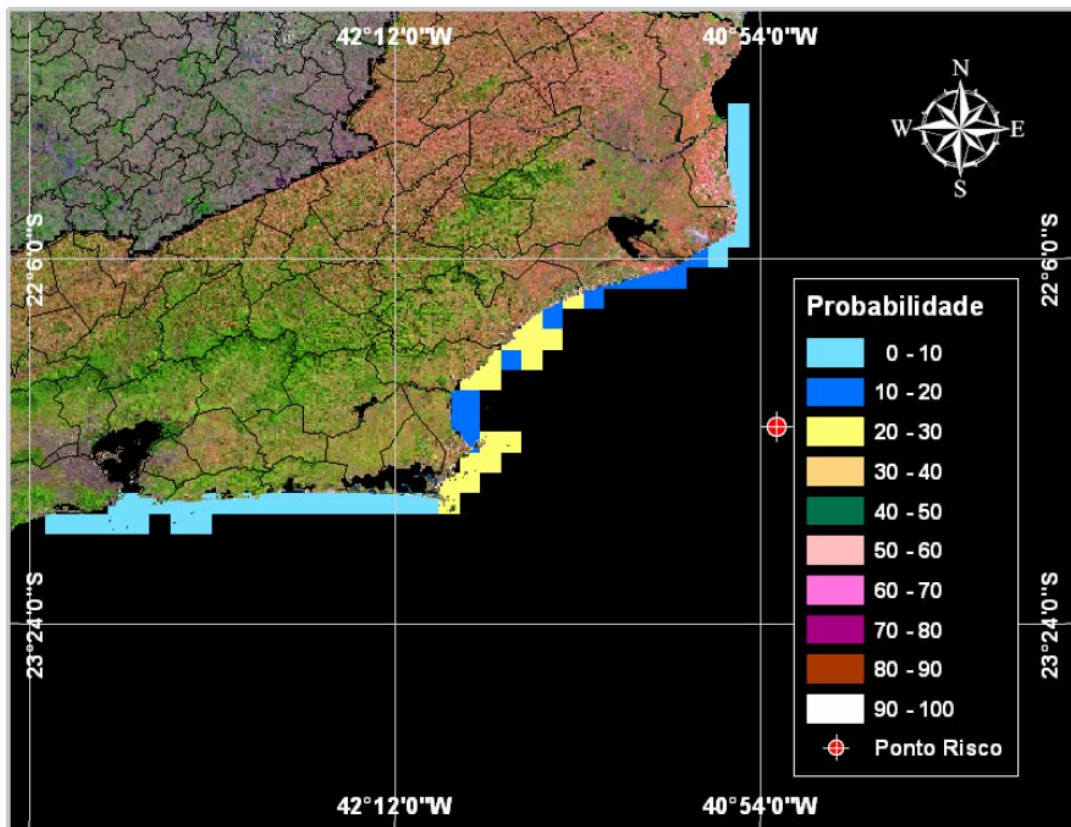 42°12'0"W 40°54'0"W
N
W E
S
22°6'0"S 22°6'0"S
Probabilidade
0 - 10
10 - 20
20 - 30
30 - 40
40 - 50
50 - 60
60 - 70
70 - 80
80 - 90
90 - 100
Ponto Risco
23°24'0"S 23°24'0"S
42°12'0"W 40°54'0"W